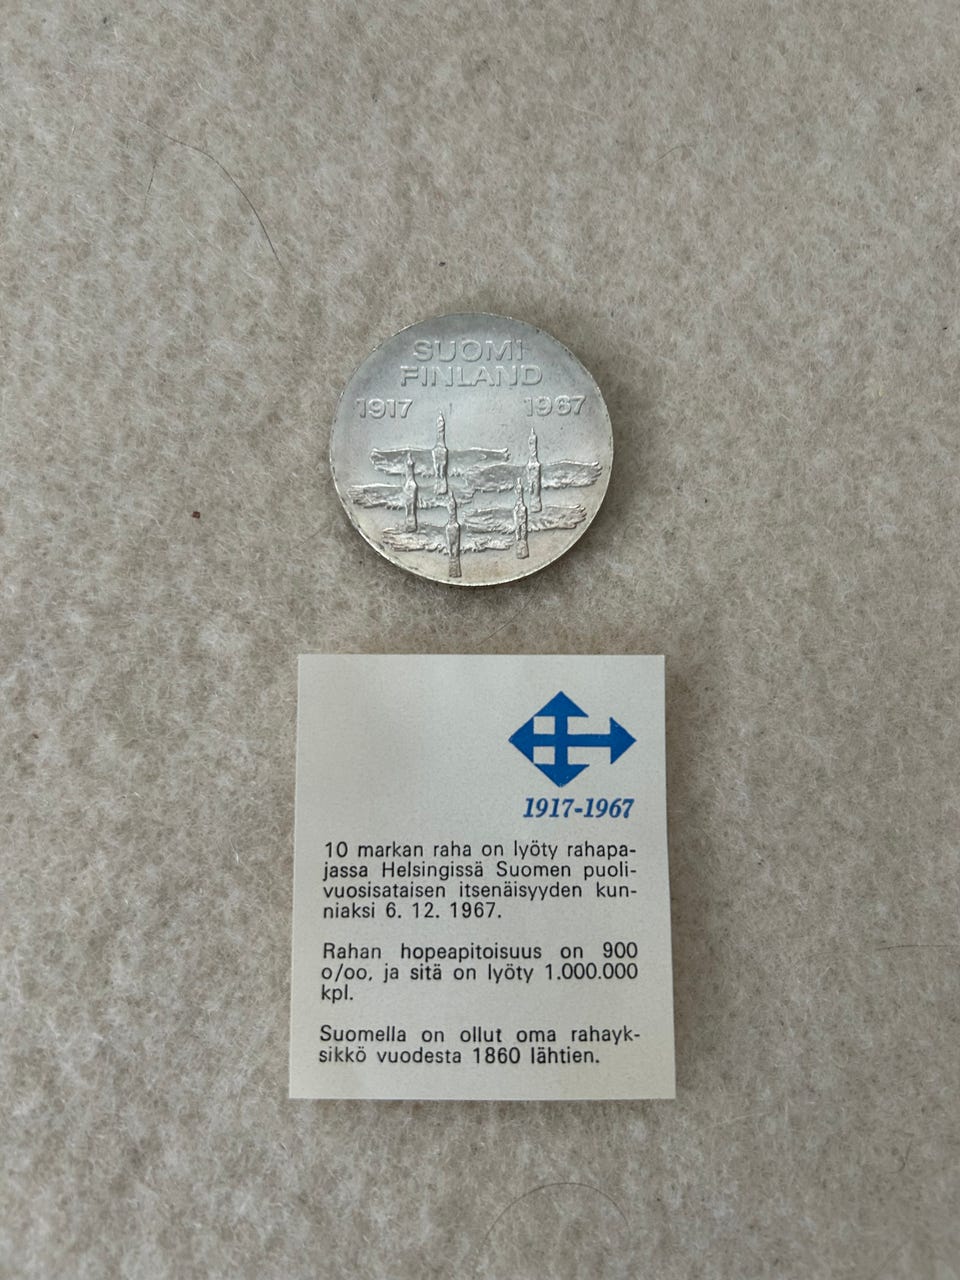 SUOMI
FINLAND
1917 1967
1917-1967
10 markan raha on lyöty rahapa-
jassa Helsingissä Suomen puoli-
vuosisataisen itsenäisyyden kun-
niaksi 6. 12. 1967.
Rahan hopeapitoisuus on 900
o/oo, ja sitä on lyöty 1.000.000
kpl.
Suomella on ollut oma rahayk-
sikkö vuodesta 1860 lähtien.